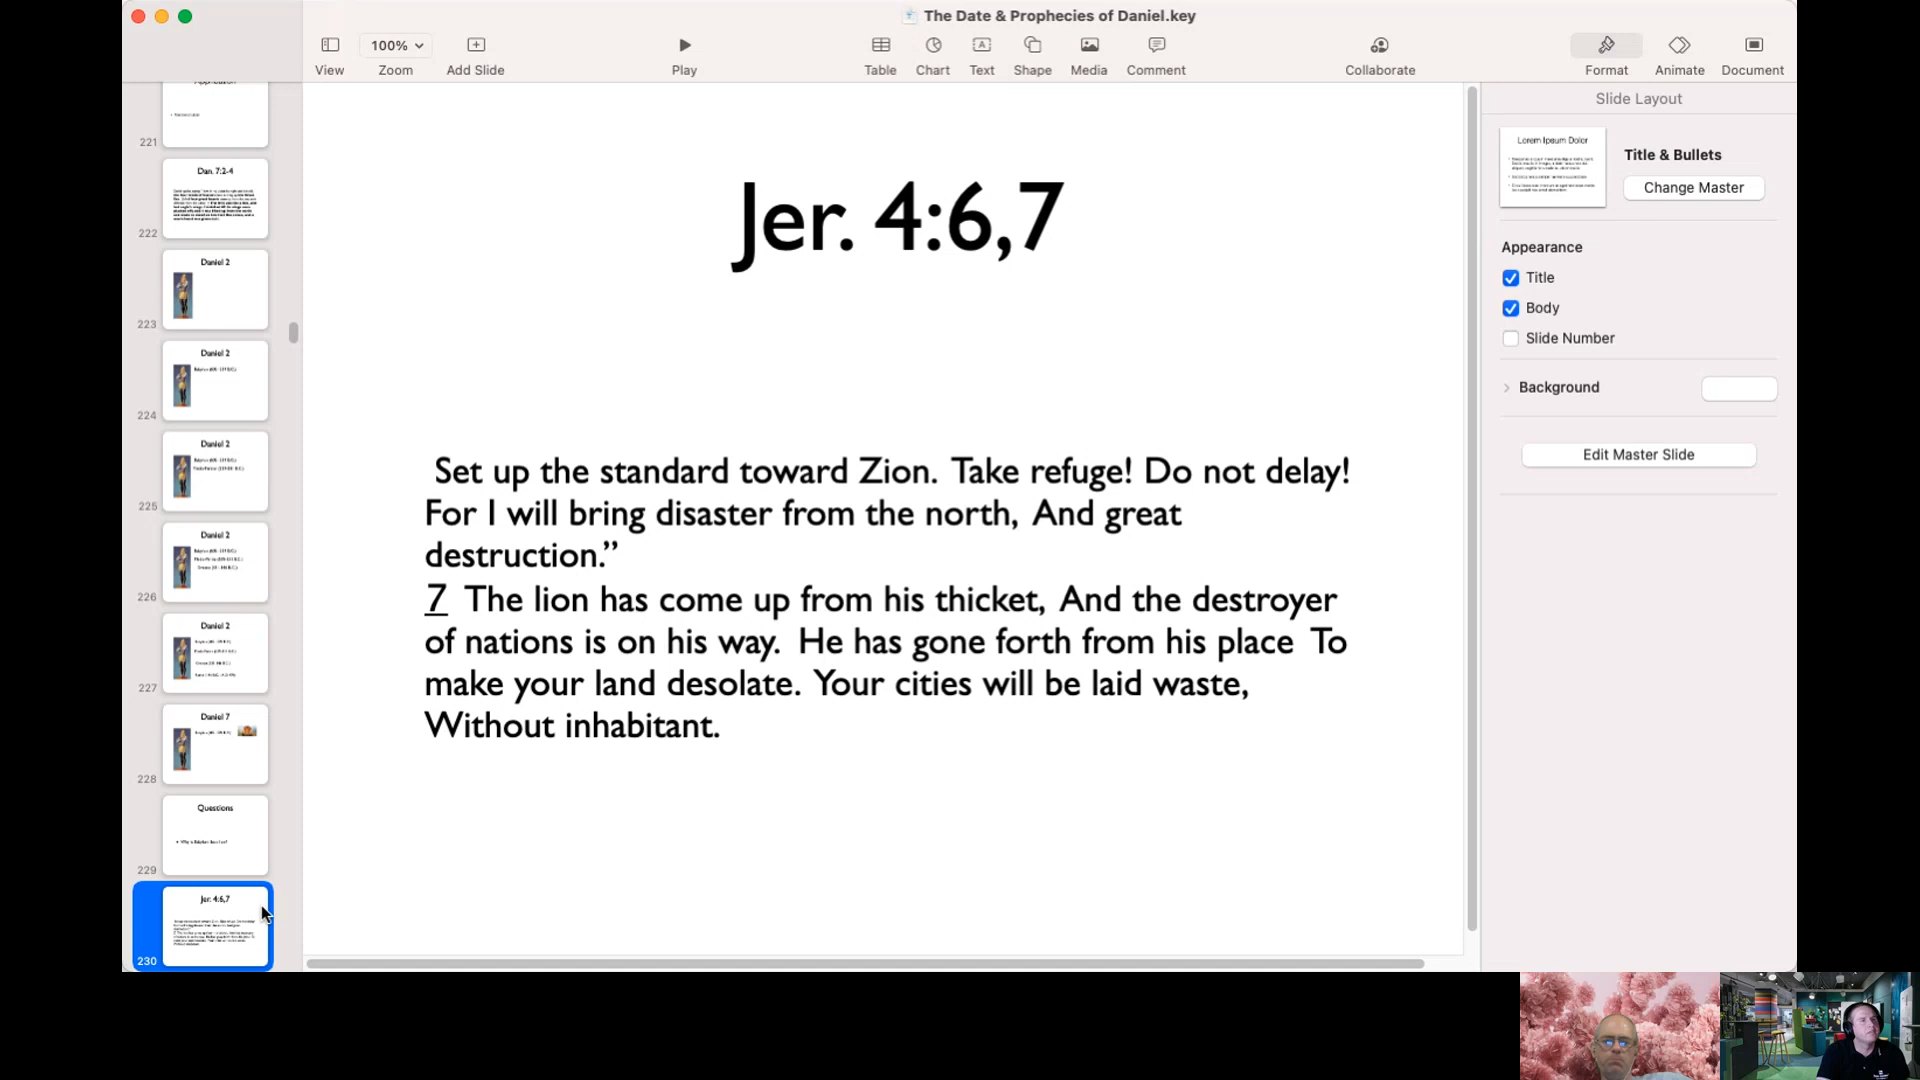 The Date & Prophecies of Daniel.key
View
100%
Zoom
Add Slide
Play
Table
Chart
Text
Shape
Media
Comment
Collaborate
Format
Animate
Document
221
Dan. 7:2-4
222
Daniel 2
223
Daniel 2
224
Daniel 2
225
Daniel 2
226
Daniel 2
227
Daniel 7
228
Questions
229
Jer. 4:6,7
230
Jer. 4:6,7
Set up the standard toward Zion. Take refuge! Do not delay!
For I will bring disaster from the north, And great
destruction.”
7 The lion has come up from his thicket, And the destroyer
of nations is on his way. He has gone forth from his place To
make your land desolate. Your cities will be laid waste,
Without inhabitant.
Slide Layout
Lorem Ipsum Dolor
Title & Bullets
Change Master
Appearance
Title
Body
Slide Number
Background
Edit Master Slide